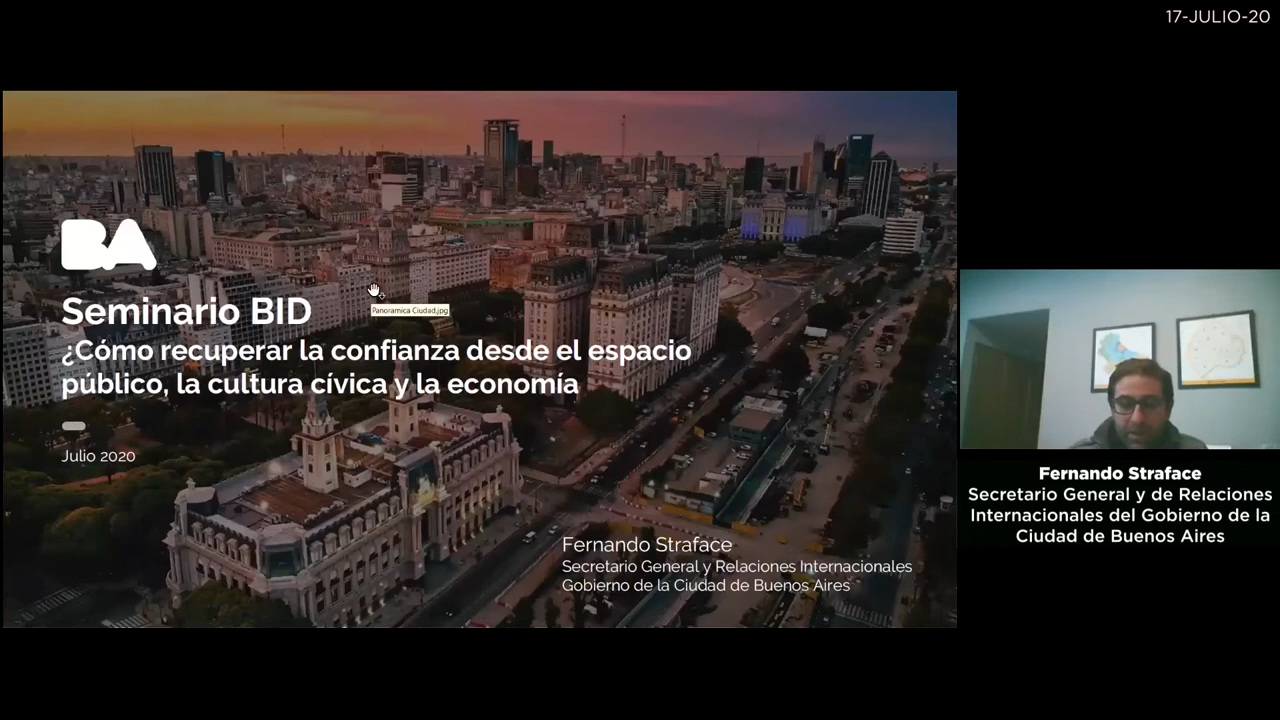 17-JULIO-20
BA
Seminario BID
¿Cómo recuperar la confianza desde el espacio
público, la cultura cívica y la economía
Julio 2020
Panoramica Ciudad.jpg
Fernando Straface
Secretario General y Relaciones Internacionales
Gobierno de la Ciudad de Buenos Aires
Fernando Straface
Secretario General y de Relaciones
Internacionales del Gobierno de la
Ciudad de Buenos Aires